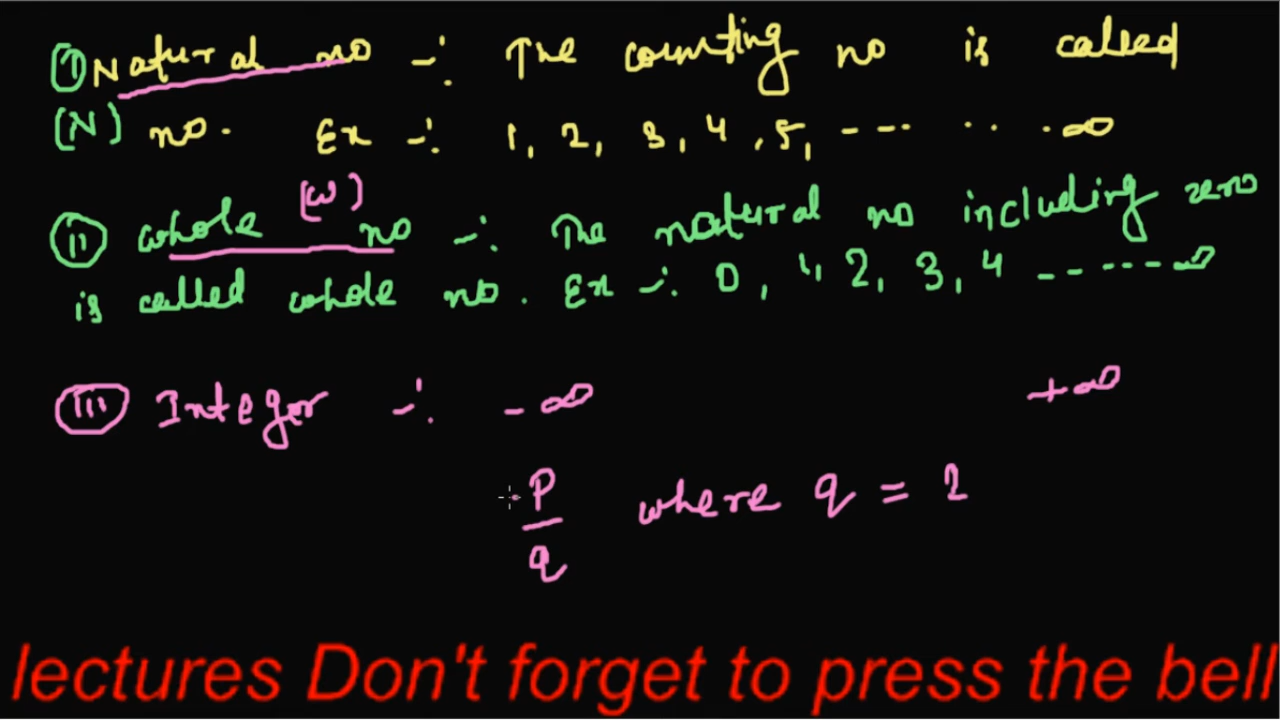 (i) Natural no -: The counting no is called
(N) no. Ex -: 1, 2, 3, 4, 5, --- .. . ∞
(ii) whole (w) no -: The natural no including zero
is called whole no. Ex -: 0, 1, 2, 3, 4 ------ ∞
(iii) Integer -: - ∞ + ∞
P/q where q = 1
lectures Don't forget to press the bell